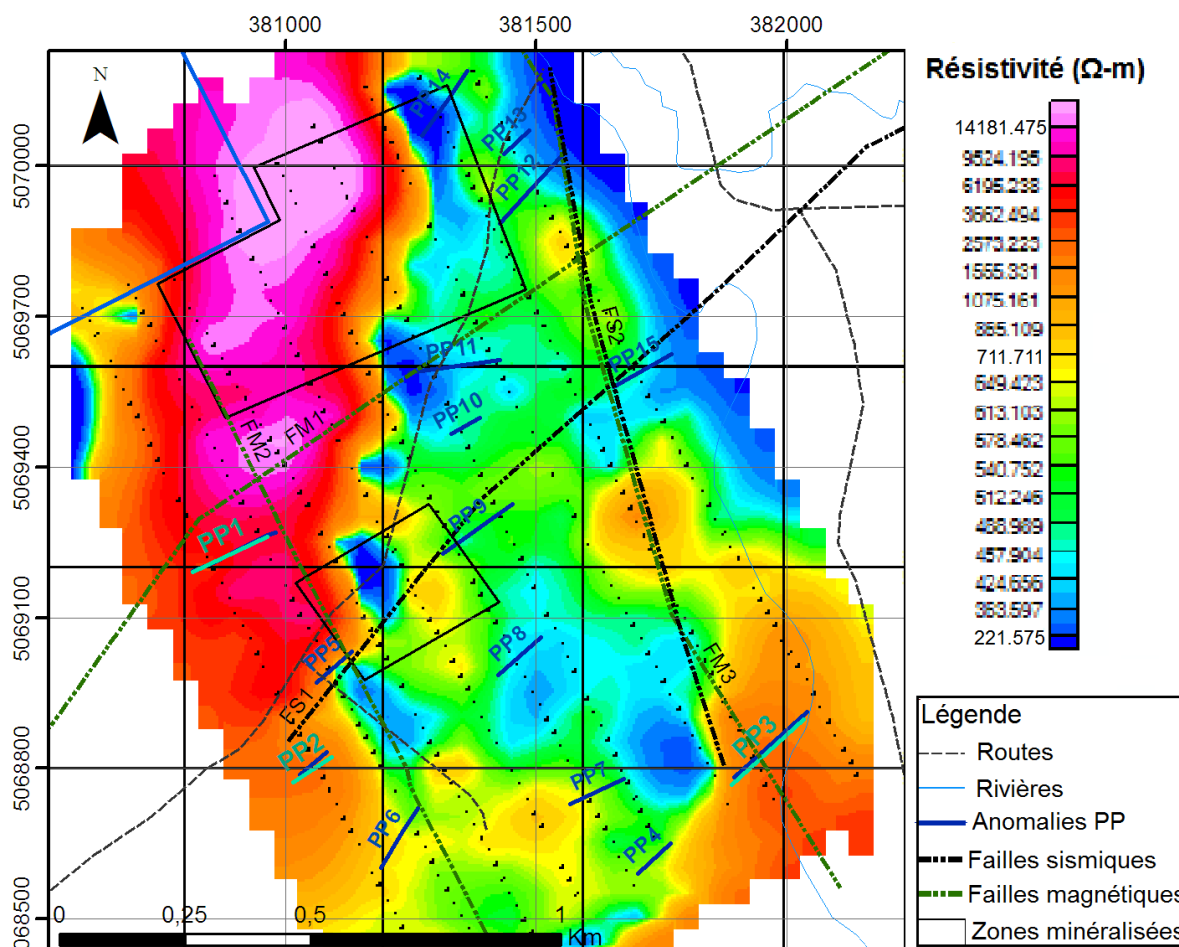 381000
381500
382000
N
5070000
5069700
5069400
5069100
5068800
5068500
PP14
PP13
PP12
PP11
PP10
PP15
FS2
FM2
FM1
PP1
PP9
PP8
PP5
FS1
PP2
FM3
PP3
PP7
PP6
PP4
0
0,25
0,5
1
Km
Résistivité (Ω-m)
14181.475
9524.195
6195.238
3662.494
2573.223
1555.331
1075.161
885.109
711.711
649.423
613.103
573.462
540.752
512.246
488.989
457.904
424.656
383.597
221.575
Légende
Routes
Rivières
Anomalies PP
Failles sismiques
Failles magnétiques
Zones minéralisées